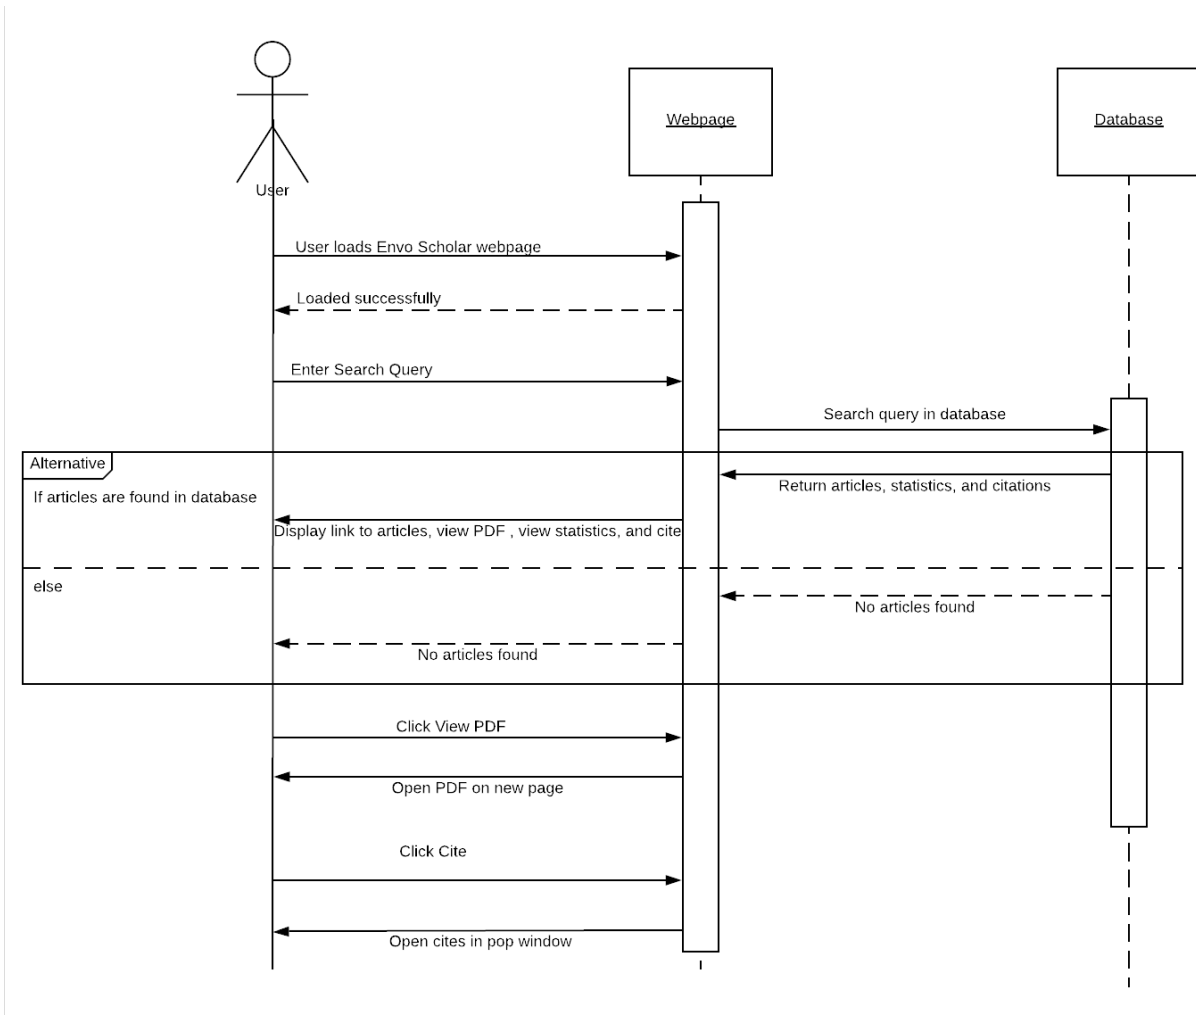 Webpage
Database
User
User loads Envo Scholar webpage
Loaded successfully
Enter Search Query
Search query in database
Alternative
Return articles, statistics, and citations
If articles are found in database
Display link to articles, view PDF , view statistics, and cite
else
No articles found
No articles found
Click View PDF
Open PDF on new page
Click Cite
Open cites in pop window